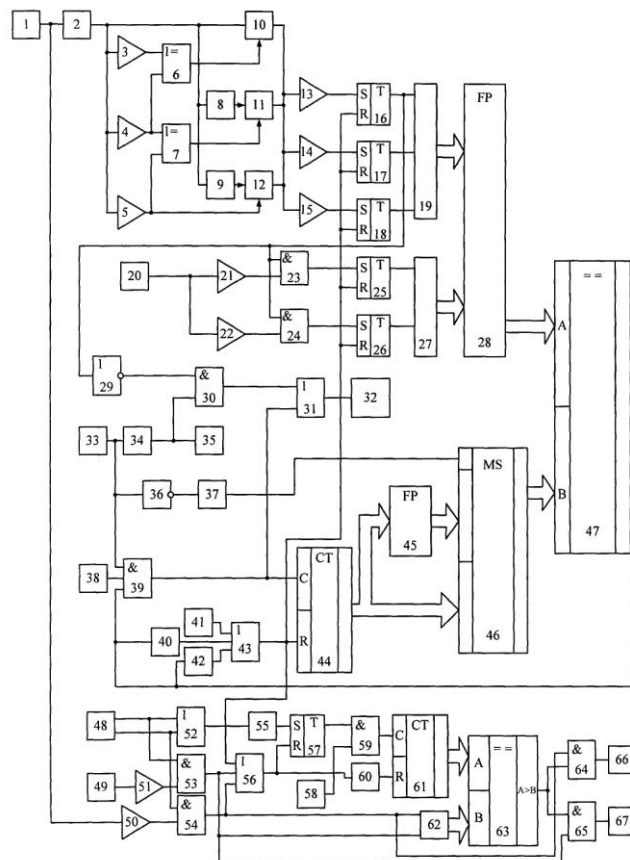 1 2 10
3 1= 6
4 8 11
1= 7
5 9 12
13 S T R 16
14 S T R 17
15 S T R 18
19
FP 28
20 21 & 23 S T R 25
22 & 24 S T R 26
27
== A B 47
1 29 & 30 1 31 32
33 34 35
36 37
MS 46
FP 45
38 & 39
CT C R 44
40 41 42 1 43
48 1 52 55 S T R 57 & 59 C CT R 61 == A B A>B 63 & 64 66
49 51 & 53 1 56 58 60
50 & 54 62 & 65 67